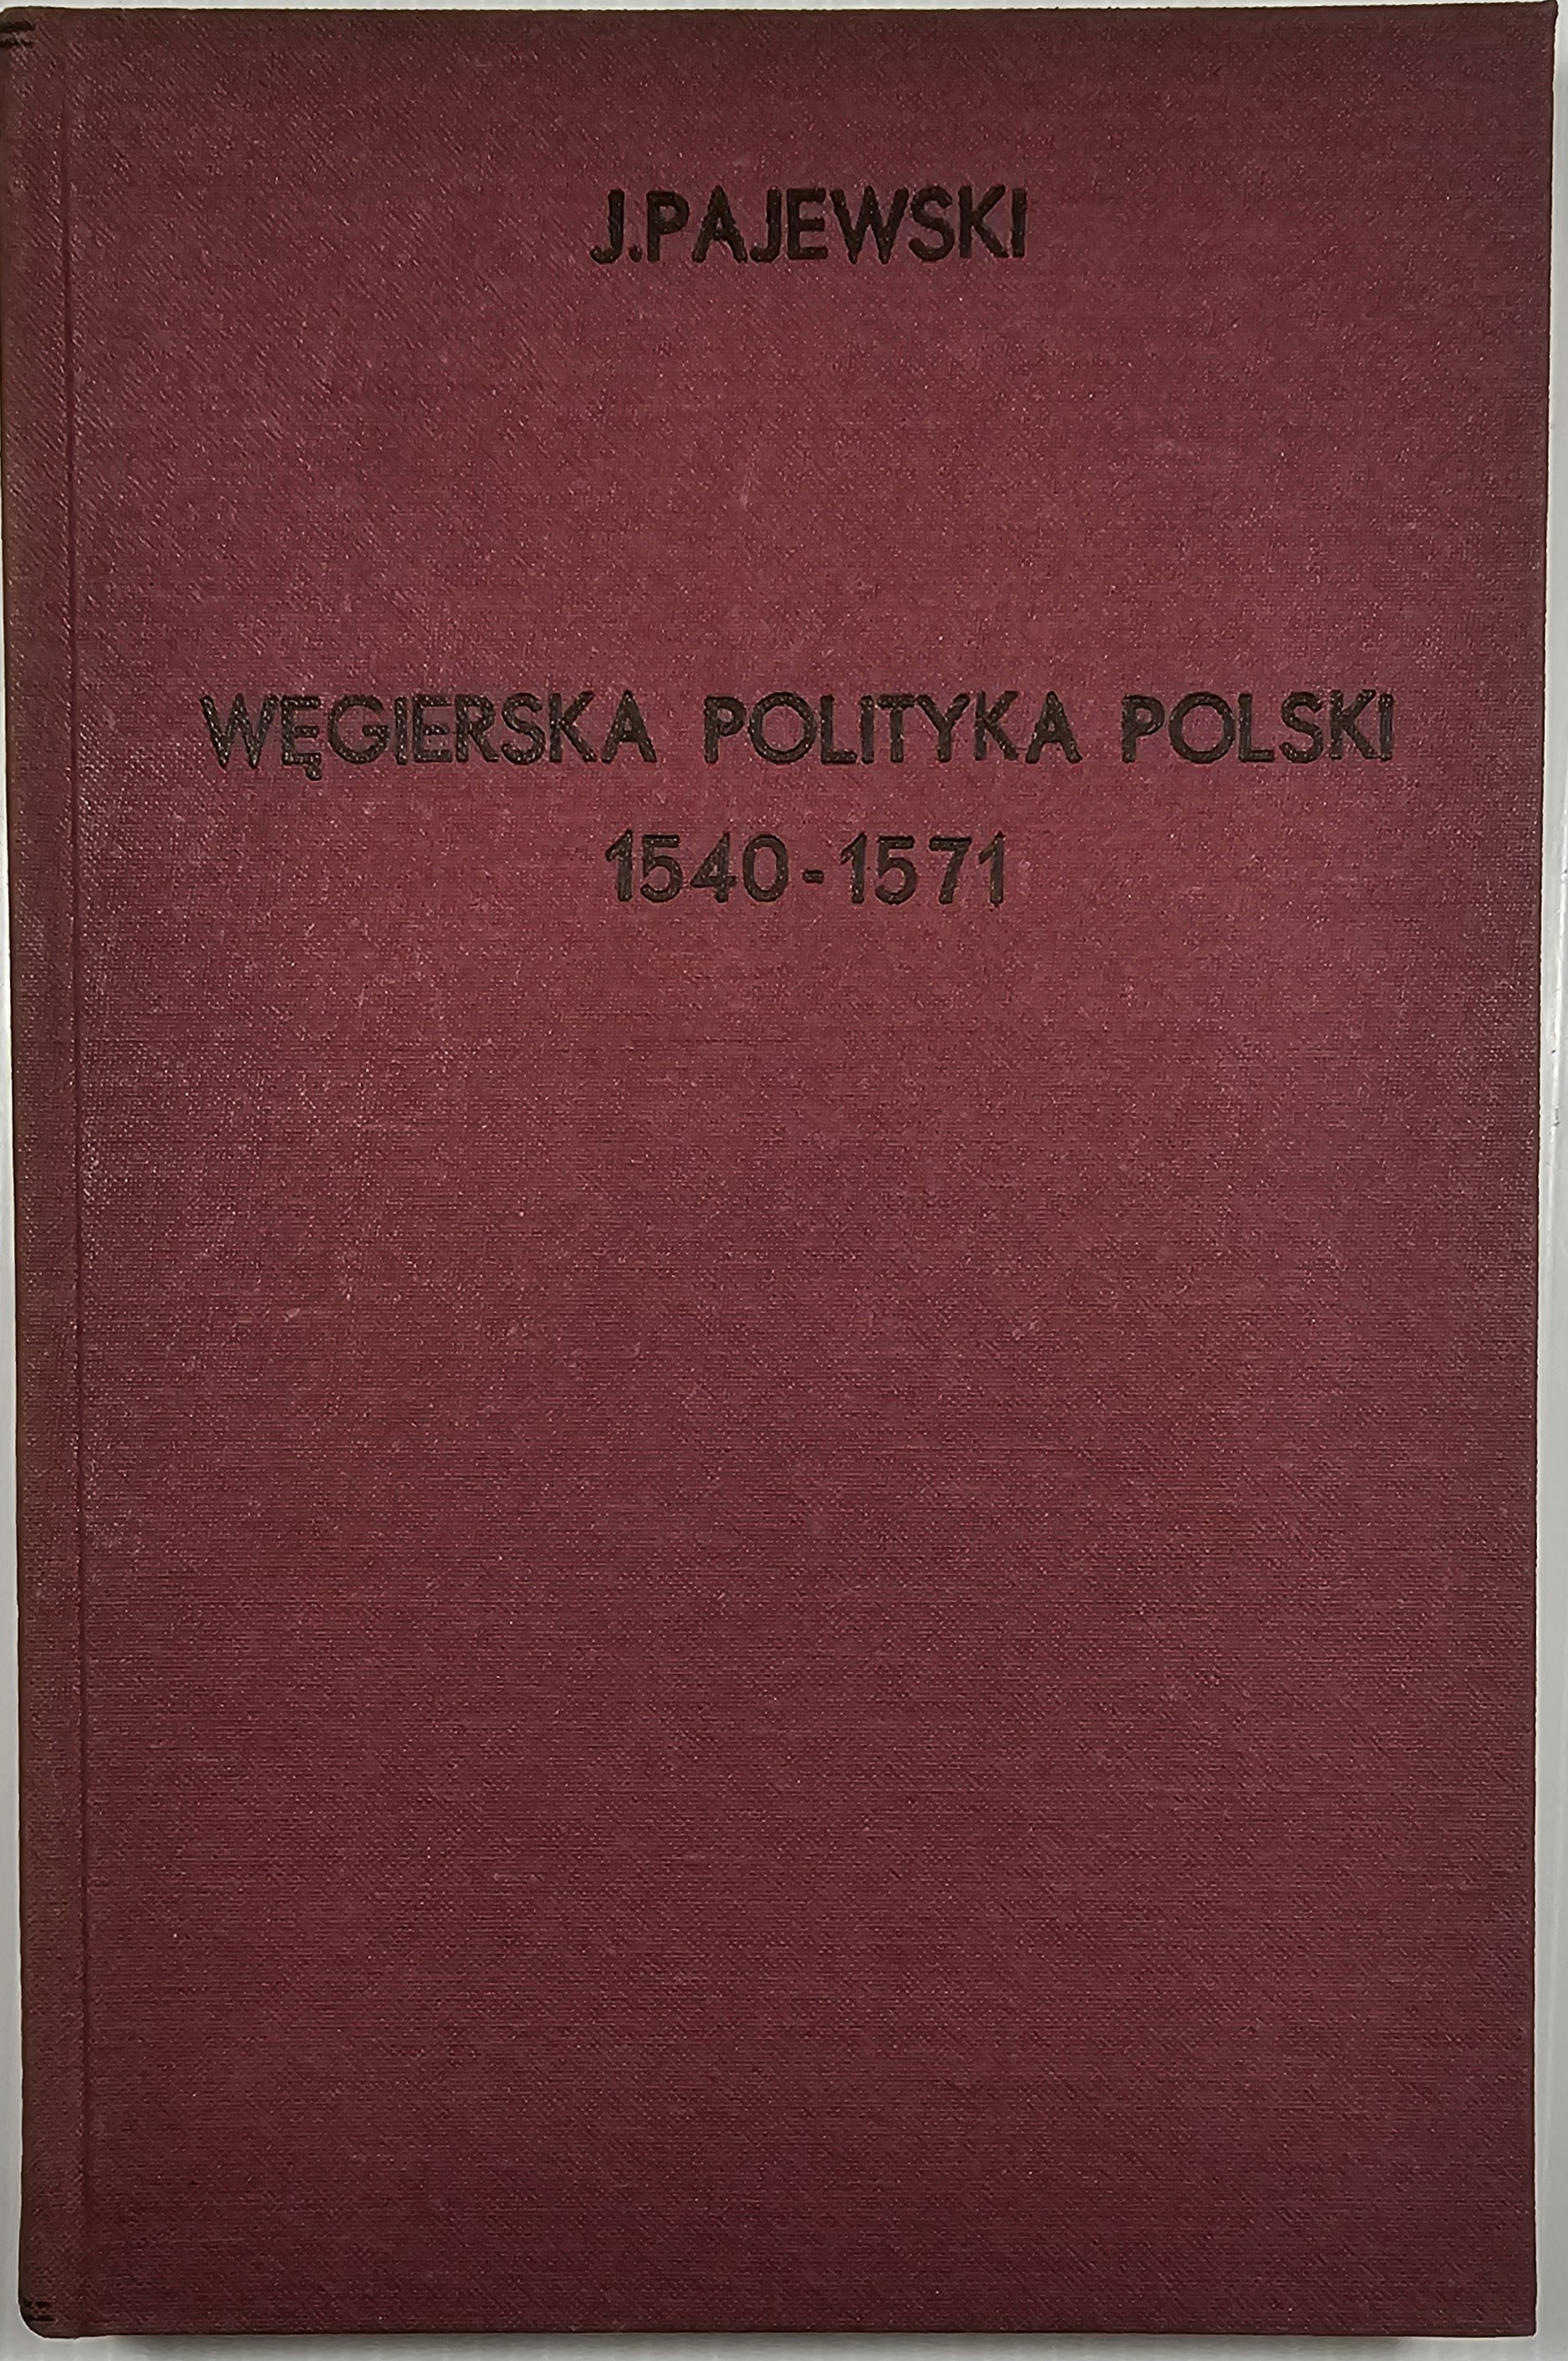 J.PAJEWSKI
WĘGIERSKA POLITYKA POLSKI
1540-1571